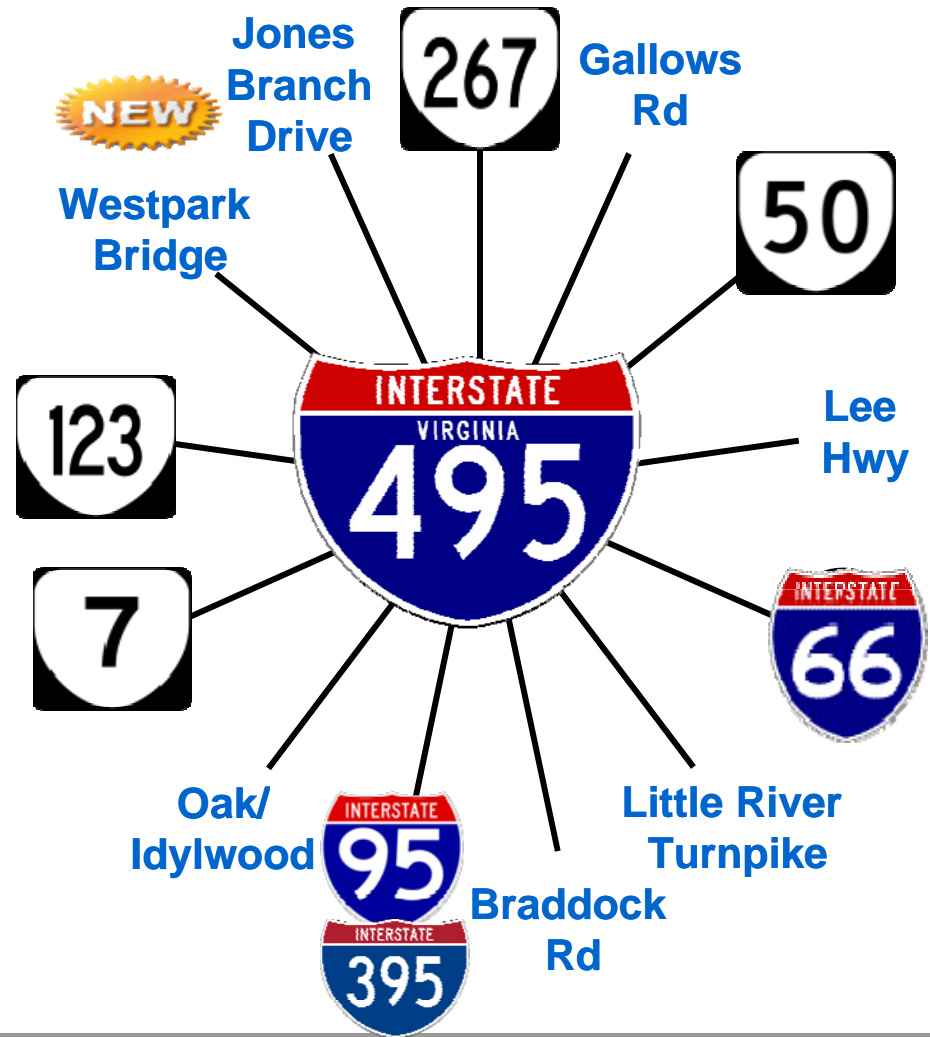 Jones
Branch
Drive
267
Gallows
Rd
NEW
Westpark
Bridge
50
INTERSTATE
VIRGINIA
495
123
Lee
Hwy
7
INTERSTATE
66
Oak/
Idylwood
INTERSTATE
95
INTERSTATE
395
Braddock
Rd
Little River
Turnpike